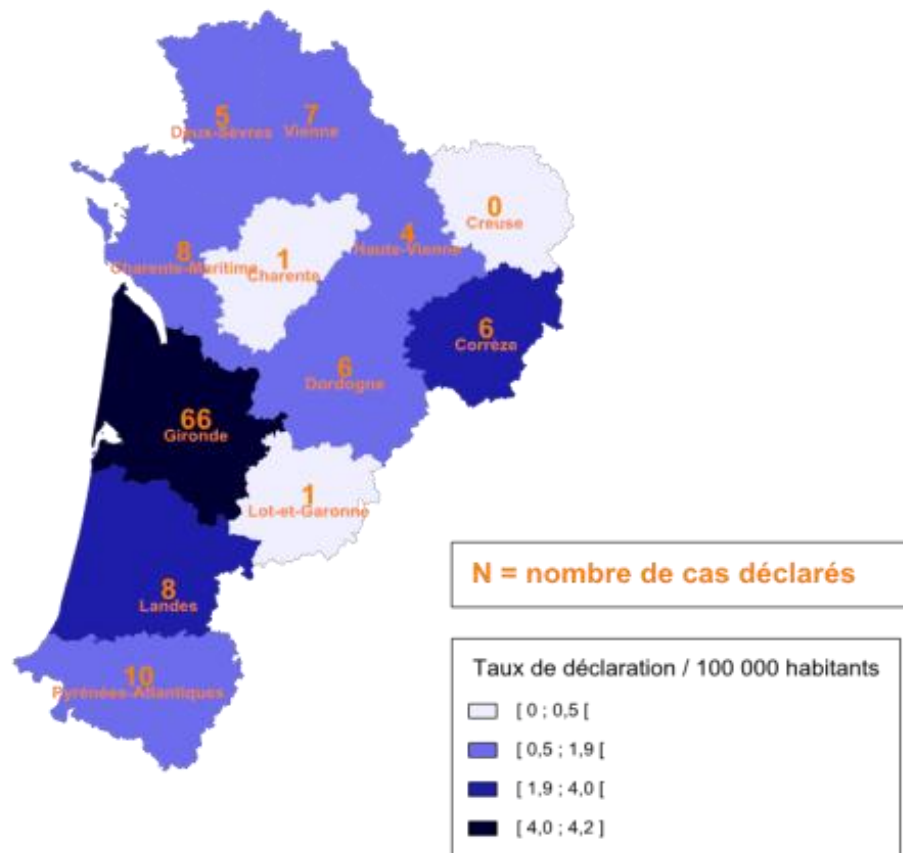 5
Deux-Sèvres
7
Vienne
0
Creuse
4
Haute-Vienne
8
Charente-Maritime
1
Charente
6
Corrèze
6
Dordogne
66
Gironde
1
Lot-et-Garonne
8
Landes
10
Pyrénées-Atlantiques
N = nombre de cas déclarés
Taux de déclaration / 100 000 habitants
[ 0 ; 0,5 [
[ 0,5 ; 1,9 [
[ 1,9 ; 4,0 [
[ 4,0 ; 4,2 ]